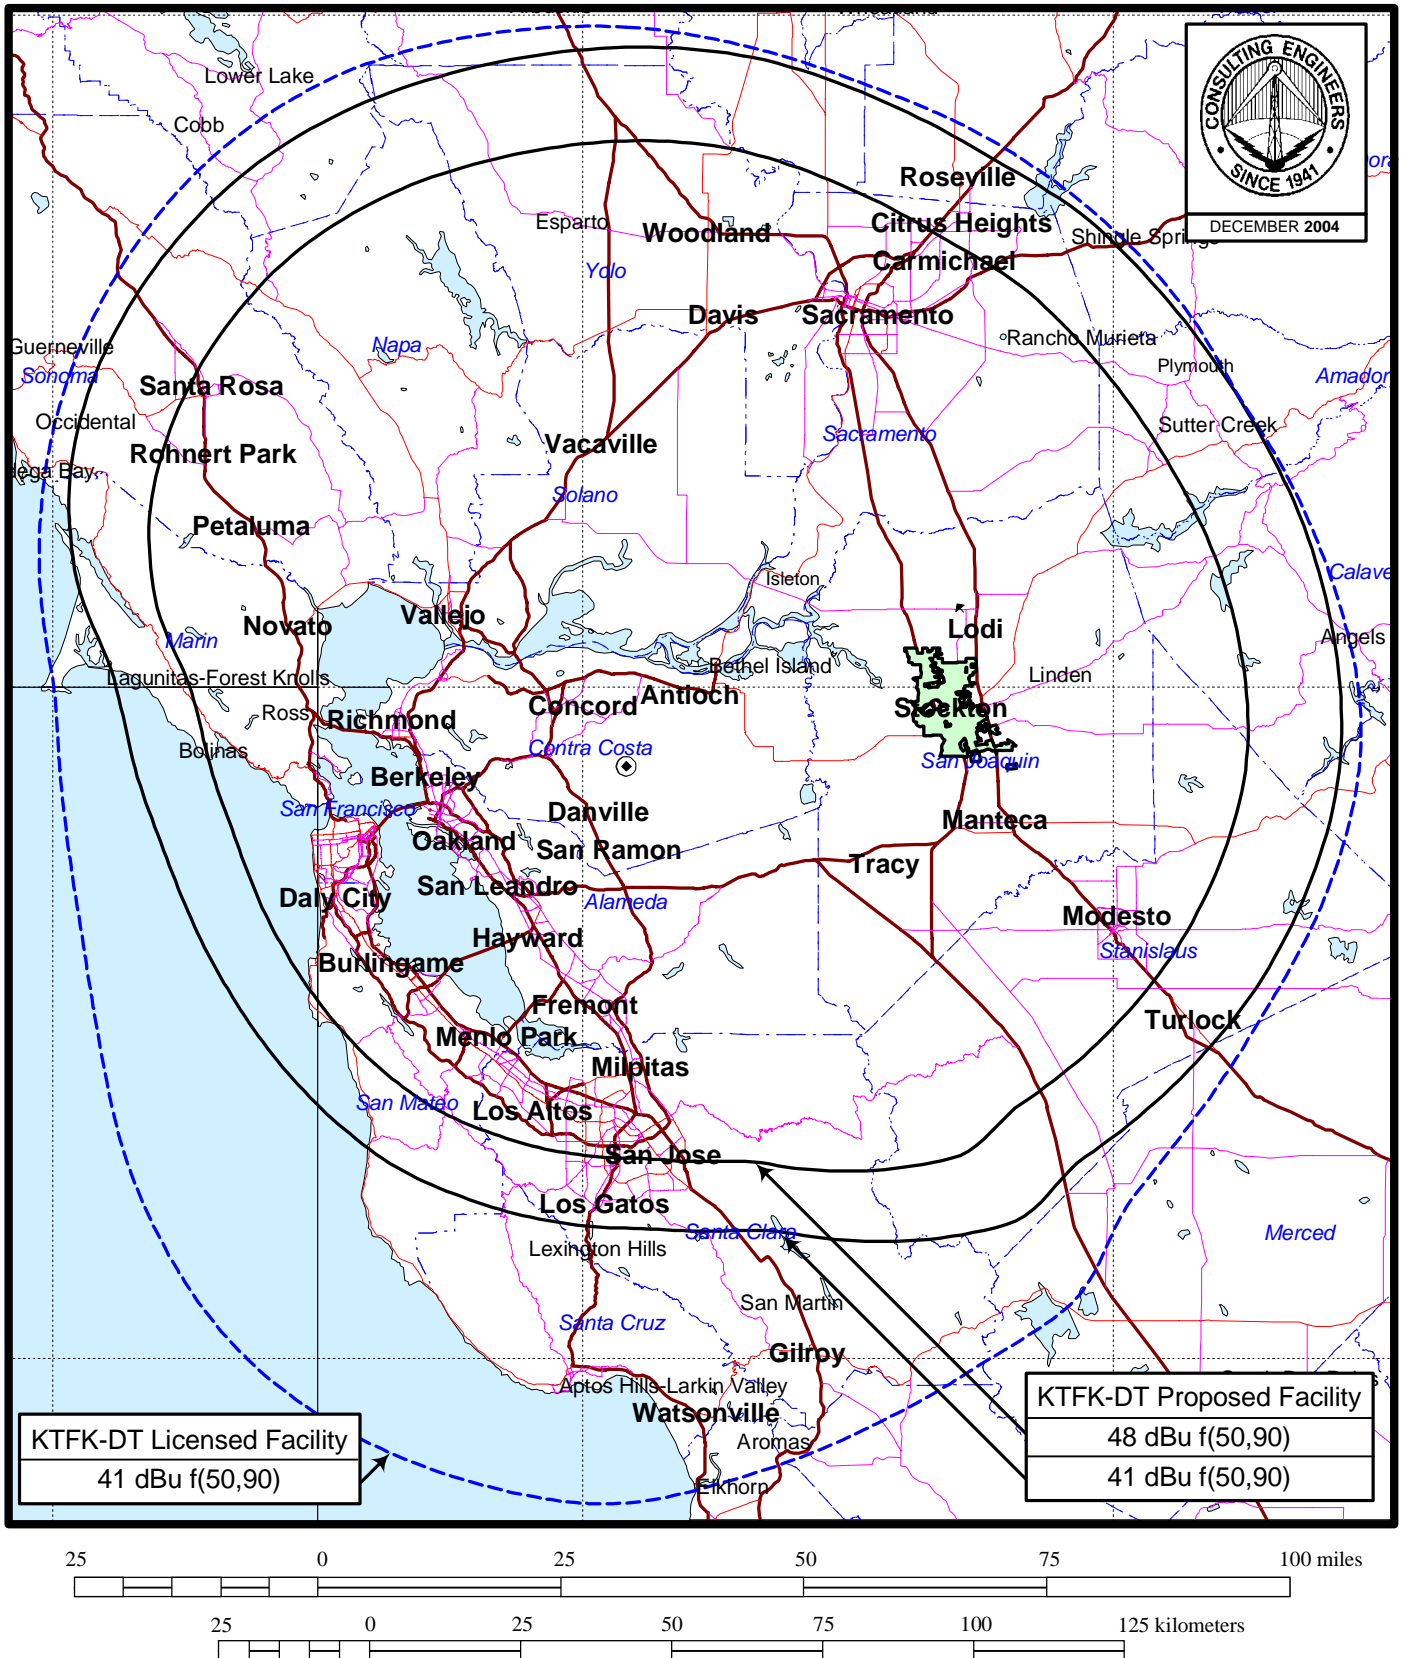 Lower Lake
Cobb
CONSULTING ENGINEERS
• SINCE 1941 •
DECEMBER 2004
Roseville
Esparto
Woodland
Citrus Heights
Shingle Springs
Carmichael
Yolo
Davis
Sacramento
Rancho Murieta
Guerneville
Napa
Plymouth
Sonoma
Santa Rosa
Amador
Occidental
Sutter Creek
Sacramento
Vacaville
Rohnert Park
ega Bay
Solano
Petaluma
Isleton
Calave
Vallejo
Novato
Lodi
Marin
Angels
Bethel Island
Linden
Lagunitas-Forest Knolls
Antioch
Concord
Stockton
Ross
Richmond
Contra Costa
Bolinas
San Joaquin
Berkeley
San Francisco
Danville
Manteca
Oakland
San Ramon
Tracy
San Leandro
Daly City
Alameda
Modesto
Hayward
Stanislaus
Burlingame
Fremont
Turlock
Menlo Park
Milpitas
San Mateo
Los Altos
San Jose
Los Gatos
Santa Clara
Merced
Lexington Hills
San Martin
Santa Cruz
Gilroy
Aptos Hills-Larkin Valley
Watsonville
Aromas
Elkhorn
KTFK-DT Proposed Facility
48 dBu f(50,90)
41 dBu f(50,90)
KTFK-DT Licensed Facility
41 dBu f(50,90)
25 0 25 50 75 100 miles
25 0 25 50 75 100 125 kilometers